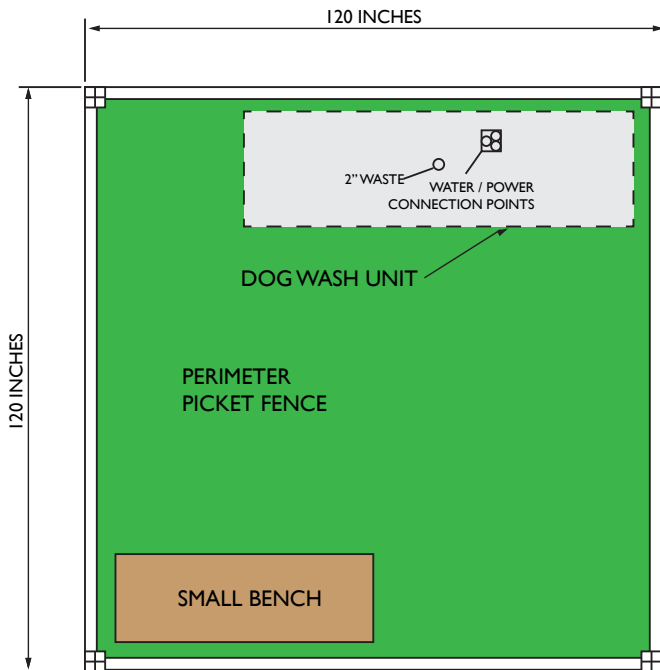 120 INCHES
2” WASTE
WATER / POWER
CONNECTION POINTS
DOG WASH UNIT
120 INCHES
PERIMETER
PICKET FENCE
SMALL BENCH